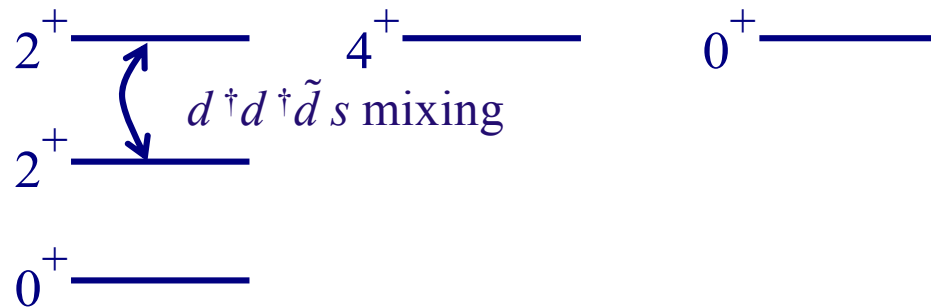 2⁺ 4⁺ 0⁺
d †d †d̃ s mixing
2⁺
0⁺